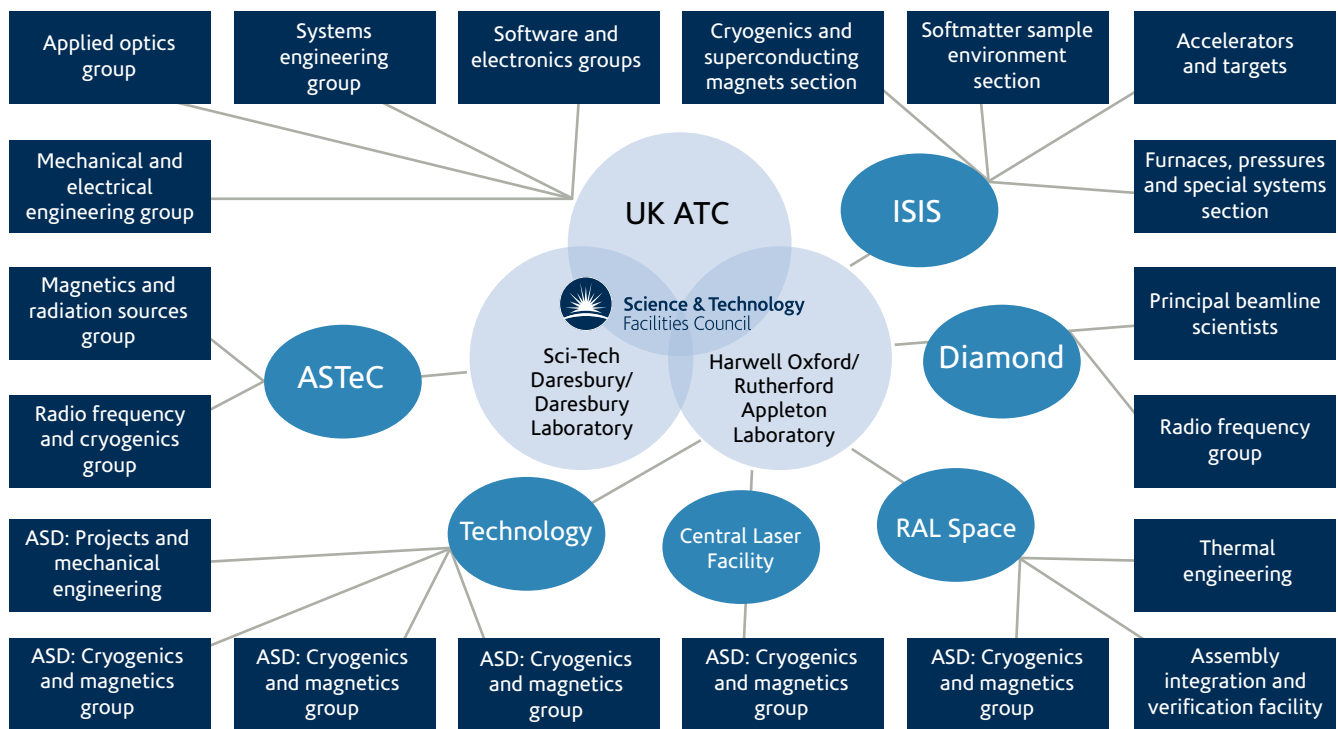 Applied optics
group
Systems
engineering
group
Software and
electronics groups
Cryogenics and
superconducting
magnets section
Softmatter sample
environment
section
Accelerators
and targets
Mechanical and
electrical
engineering group
UK ATC
ISIS
Furnaces, pressures
and special systems
section
Magnetics and
radiation sources
group
Science & Technology
Facilities Council
Principal beamline
scientists
ASTeC
Sci-Tech
Daresbury/
Daresbury
Laboratory
Harwell Oxford/
Rutherford
Appleton
Laboratory
Diamond
Radio frequency
and cryogenics
group
Radio frequency
group
Technology
Central Laser
Facility
RAL Space
ASD: Projects and
mechanical
engineering
Thermal
engineering
ASD: Cryogenics
and magnetics
group
ASD: Cryogenics
and magnetics
group
ASD: Cryogenics
and magnetics
group
ASD: Cryogenics
and magnetics
group
ASD: Cryogenics
and magnetics
group
Assembly
integration and
verification facility